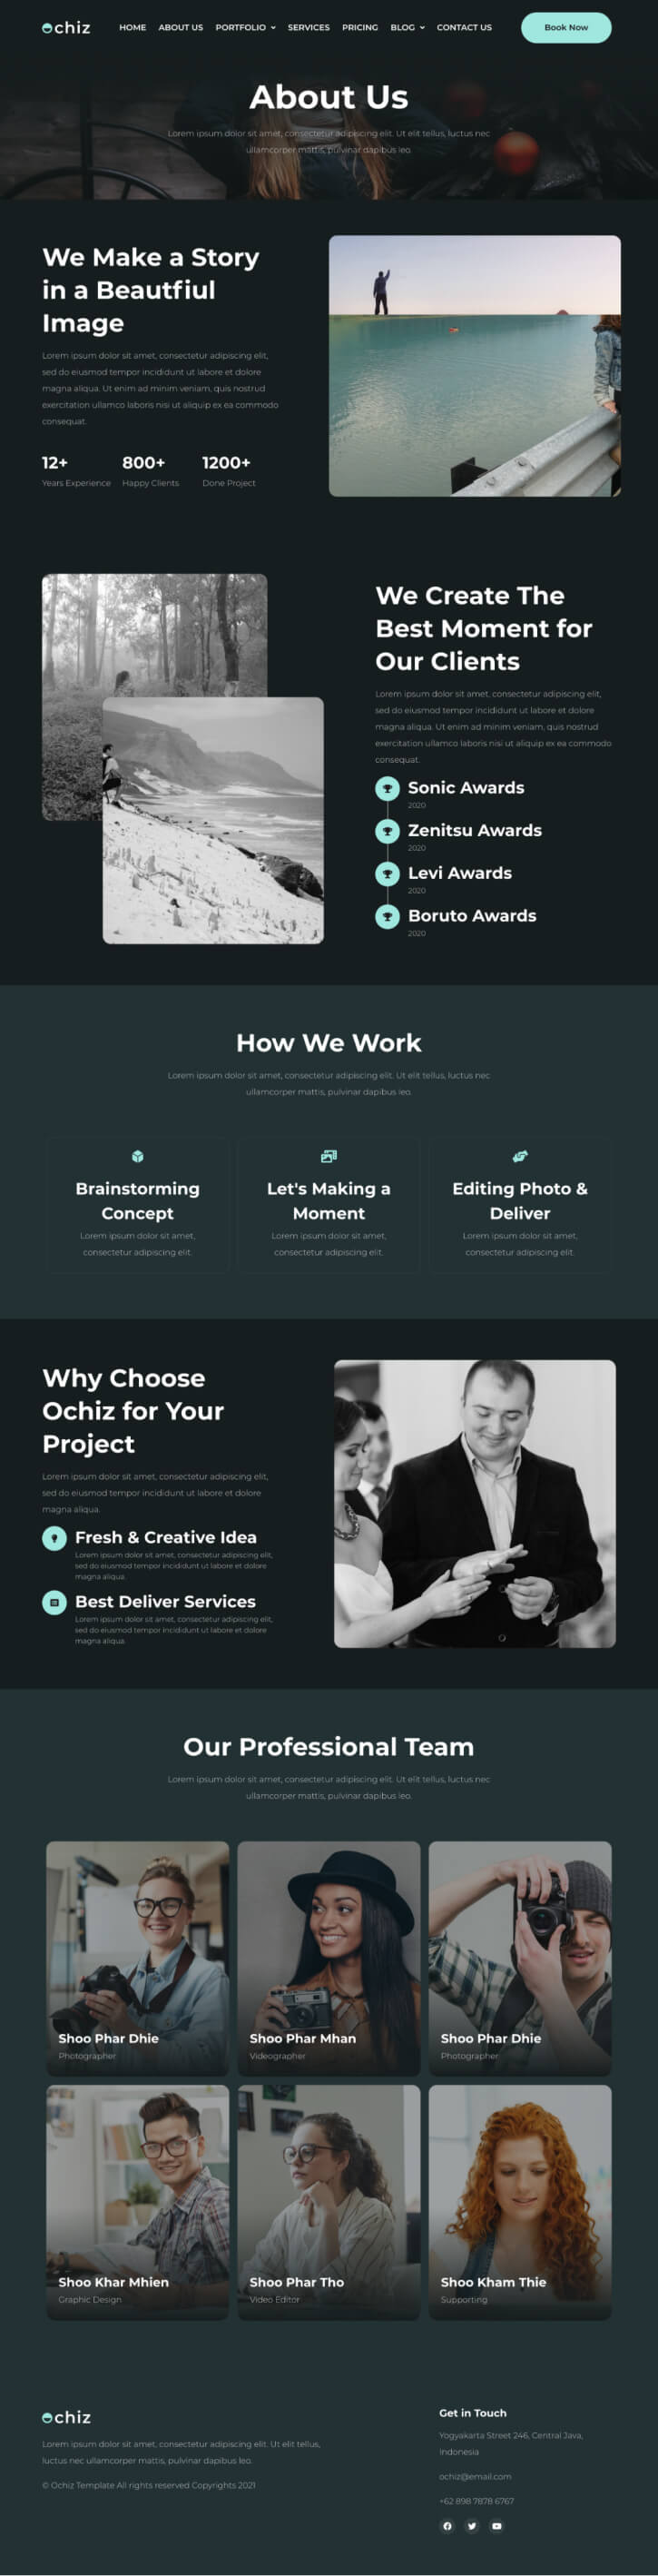 ochiz
HOME ABOUT US PORTFOLIO SERVICES PRICING BLOG CONTACT US
Book Now
About Us
Lorem ipsum dolor sit amet, consectetur adipiscing elit. Ut elit tellus, luctus nec
ullamcorper mattis, pulvinar dapibus leo.
We Make a Story
in a Beautfiul
Image
Lorem ipsum dolor sit amet, consectetur adipiscing elit,
sed do eiusmod tempor incididunt ut labore et dolore
magna aliqua. Ut enim ad minim veniam, quis nostrud
exercitation ullamco laboris nisi ut aliquip ex ea commodo
consequat.
12+ 800+ 1200+
Years Experience Happy Clients Done Project
We Create The
Best Moment for
Our Clients
Lorem ipsum dolor sit amet, consectetur adipiscing elit,
sed do eiusmod tempor incididunt ut labore et dolore
magna aliqua. Ut enim ad minim veniam, quis nostrud
exercitation ullamco laboris nisi ut aliquip ex ea commodo
consequat.
Sonic Awards
2020
Zenitsu Awards
2020
Levi Awards
2020
Boruto Awards
2020
How We Work
Lorem ipsum dolor sit amet, consectetur adipiscing elit. Ut elit tellus, luctus nec
ullamcorper mattis, pulvinar dapibus leo.
Brainstorming
Concept
Lorem ipsum dolor sit amet,
consectetur adipiscing elit.
Let's Making a
Moment
Lorem ipsum dolor sit amet,
consectetur adipiscing elit.
Editing Photo &
Deliver
Lorem ipsum dolor sit amet,
consectetur adipiscing elit.
Why Choose
Ochiz for Your
Project
Lorem ipsum dolor sit amet, consectetur adipiscing elit,
sed do eiusmod tempor incididunt ut labore et dolore
magna aliqua.
Fresh & Creative Idea
Lorem ipsum dolor sit amet, consectetur adipiscing elit,
sed do eiusmod tempor incididunt ut labore et dolore
magna aliqua.
Best Deliver Services
Lorem ipsum dolor sit amet, consectetur adipiscing elit,
sed do eiusmod tempor incididunt ut labore et dolore
magna aliqua.
Our Professional Team
Lorem ipsum dolor sit amet, consectetur adipiscing elit. Ut elit tellus, luctus nec
ullamcorper mattis, pulvinar dapibus leo.
Shoo Phar Dhie
Photographer
Shoo Phar Mhan
Videographer
Shoo Phar Dhie
Photographer
Shoo Khar Mhien
Graphic Design
Shoo Phar Tho
Video Editor
Shoo Kham Thie
Supporting
ochiz
Lorem ipsum dolor sit amet, consectetur adipiscing elit. Ut elit tellus,
luctus nec ullamcorper mattis, pulvinar dapibus leo.
© Ochiz Template All rights reserved Copyrights 2021
Get in Touch
Yogyakarta Street 246, Central Java,
Indonesia
ochiz@email.com
+62 898 7878 6767